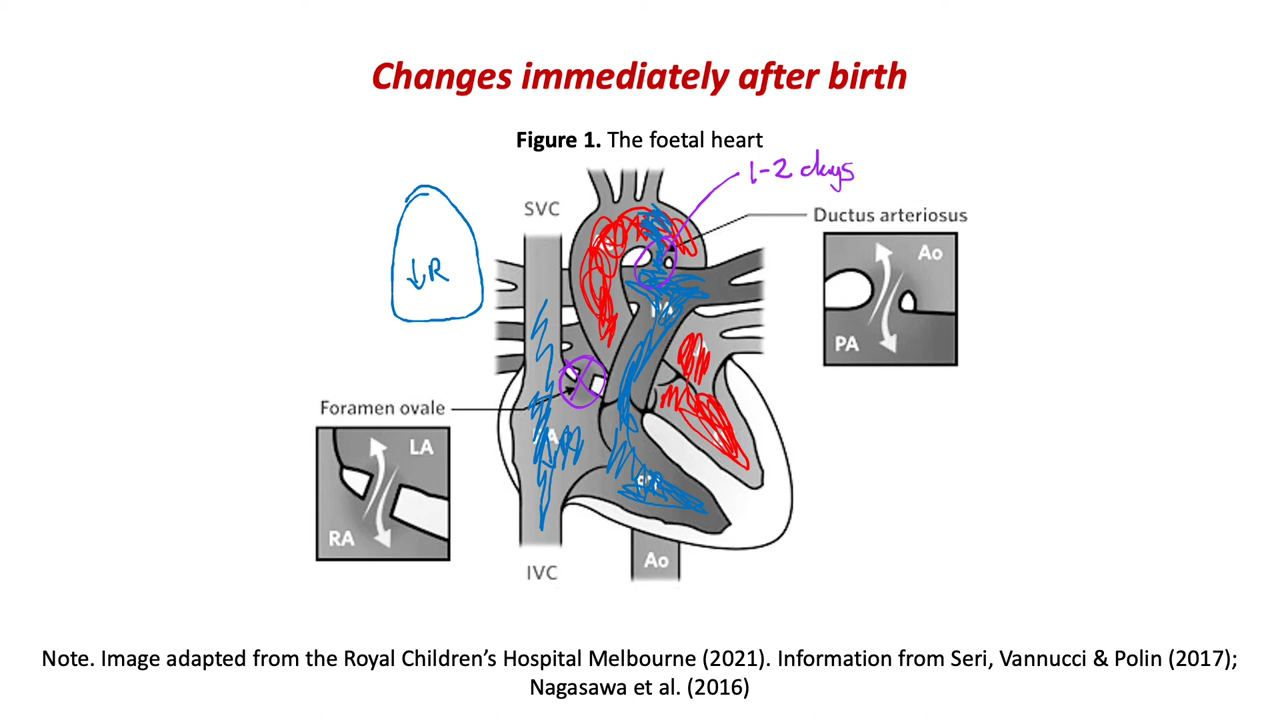 Changes immediately after birth
Figure 1. The foetal heart
1-2 days
SVC
Ductus arteriosus
Ao
PA
↓R
Foramen ovale
LA
RA
IVC
Ao
Note. Image adapted from the Royal Children's Hospital Melbourne (2021). Information from Seri, Vannucci & Polin (2017);
Nagasawa et al. (2016)